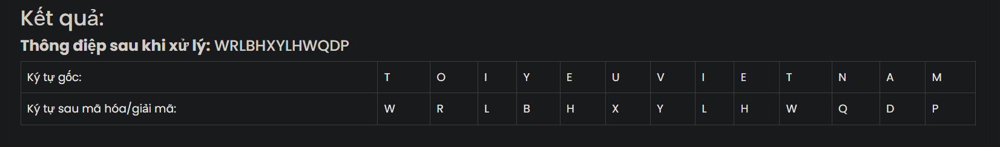 Kết quả:
Thông điệp sau khi xử lý: WRLBHXYLHWQDP
Ký tự gốc: T O I Y E U V I E T N A M
Ký tự sau mã hóa/giải mã: W R L B H X Y L H W Q D P